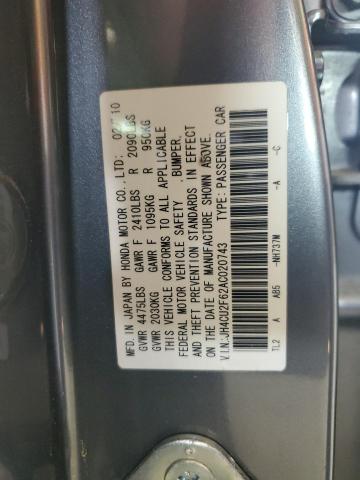 MFD. IN JAPAN BY HONDA MOTOR CO., LTD: 02 10
GVWR 4475LBS GAWR F 2410LBS R 2090LBS
GVWR 2030KG GAWR F 1095KG R 950KG
THIS VEHICLE CONFORMS TO ALL APPLICABLE
FEDERAL MOTOR VEHICLE SAFETY .BUMPER.
AND THEFT PREVENTION STANDARDS IN EFFECT
ON THE DATE OF MANUFACTURE SHOWN ABOVE.
V.I.N.:JH4CU2F62AC020743 TYPE: PASSENGER CAR
TL2 A AB5 -NH737M -A -C